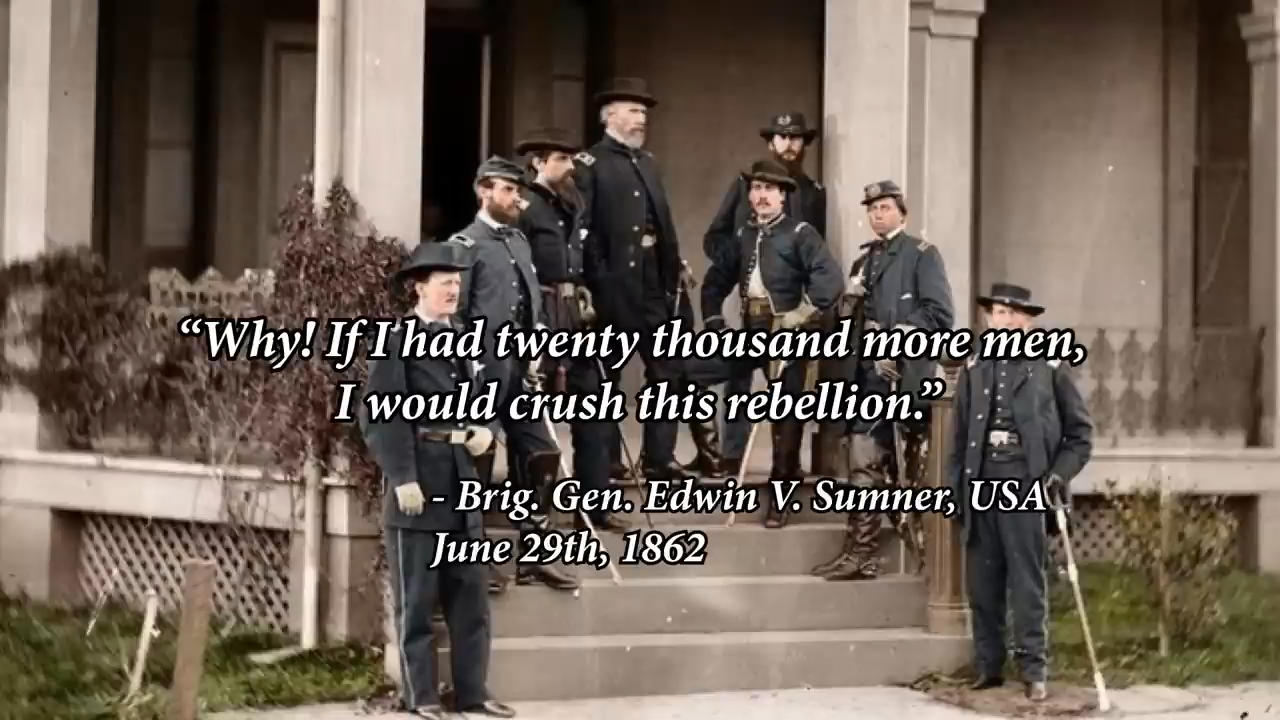 “Why! If I had twenty thousand more men,
I would crush this rebellion.”
- Brig. Gen. Edwin V. Sumner, USA
June 29th, 1862